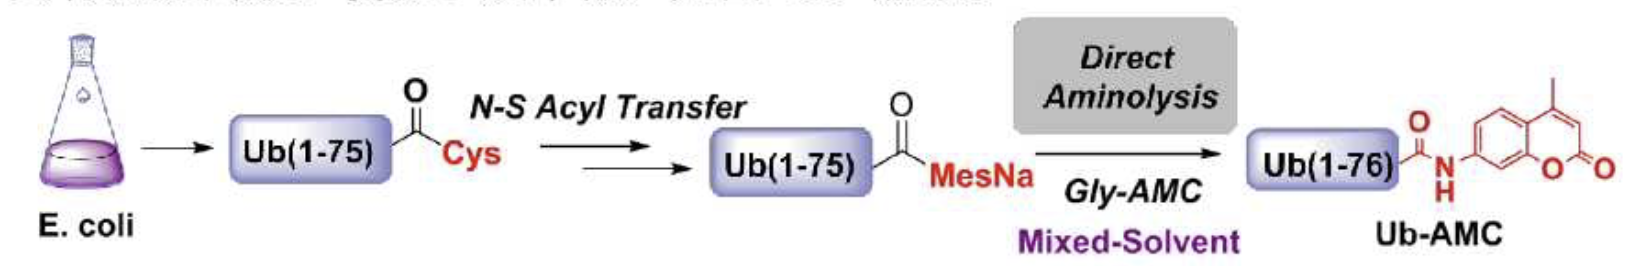 E. coli
Ub(1-75)
O
Cys
N-S Acyl Transfer
Ub(1-75)
O
MesNa
Direct
Aminolysis
Gly-AMC
Mixed-Solvent
Ub(1-76)
O
N
H
O
O
Ub-AMC